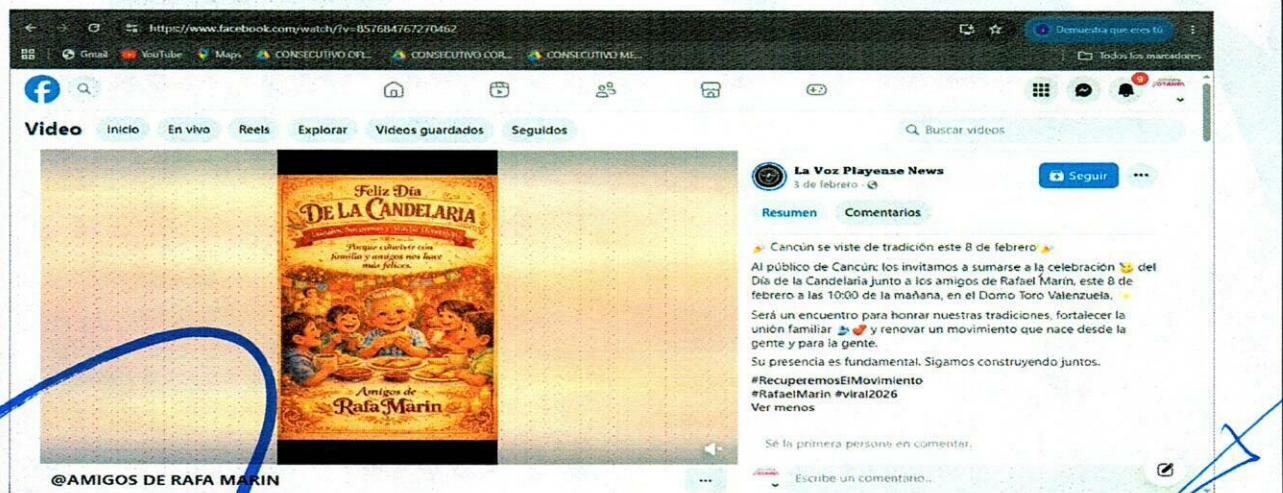 https://www.facebook.com/watch/?v=857684767270462
Demuestra que eres tú
Gmail YouTube Maps CONSECUTIVO OFI... CONSECUTIVO COR... CONSECUTIVO ME...
Todos los marcadores
9
Video Inicio En vivo Reels Explorar Videos guardados Seguidos
Buscar videos
Feliz Día
DE LA CANDELARIA
Porque convivir con
familia y amigos nos hace
más felices.
Amigos de
Rafa Marín
@AMIGOS DE RAFA MARIN
La Voz Playense News
3 de febrero
Seguir
Resumen Comentarios
🎉 Cancún se viste de tradición este 8 de febrero 🎉
Al público de Cancún: los invitamos a sumarse a la celebración 🫔 del
Día de la Candelaria junto a los amigos de Rafael Marín, este 8 de
febrero a las 10:00 de la mañana, en el Domo Toro Valenzuela.
Será un encuentro para honrar nuestras tradiciones, fortalecer la
unión familiar y renovar un movimiento que nace desde la
gente y para la gente.
Su presencia es fundamental. Sigamos construyendo juntos.
#RecuperemosElMovimiento
#RafaelMarin #viral2026
Ver menos
Sé la primera persona en comentar.
Escribe un comentario...